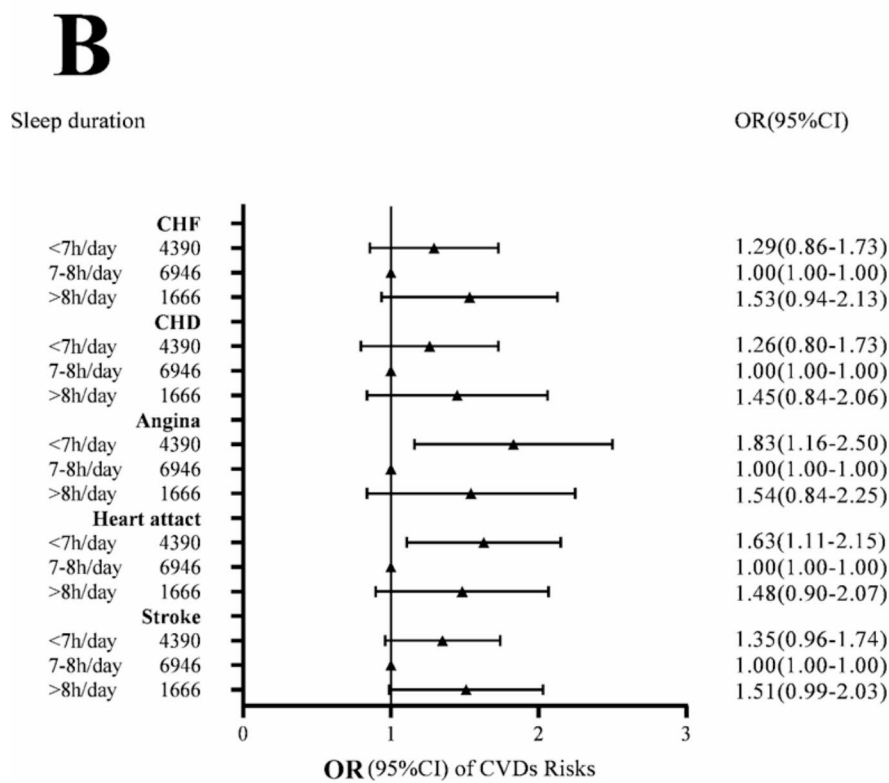 B
Sleep duration OR(95%CI)
CHF
<7h/day 4390 1.29(0.86-1.73)
7-8h/day 6946 1.00(1.00-1.00)
>8h/day 1666 1.53(0.94-2.13)
CHD
<7h/day 4390 1.26(0.80-1.73)
7-8h/day 6946 1.00(1.00-1.00)
>8h/day 1666 1.45(0.84-2.06)
Angina
<7h/day 4390 1.83(1.16-2.50)
7-8h/day 6946 1.00(1.00-1.00)
>8h/day 1666 1.54(0.84-2.25)
Heart attact
<7h/day 4390 1.63(1.11-2.15)
7-8h/day 6946 1.00(1.00-1.00)
>8h/day 1666 1.48(0.90-2.07)
Stroke
<7h/day 4390 1.35(0.96-1.74)
7-8h/day 6946 1.00(1.00-1.00)
>8h/day 1666 1.51(0.99-2.03)
0 1 2 3
OR (95%CI) of CVDs Risks